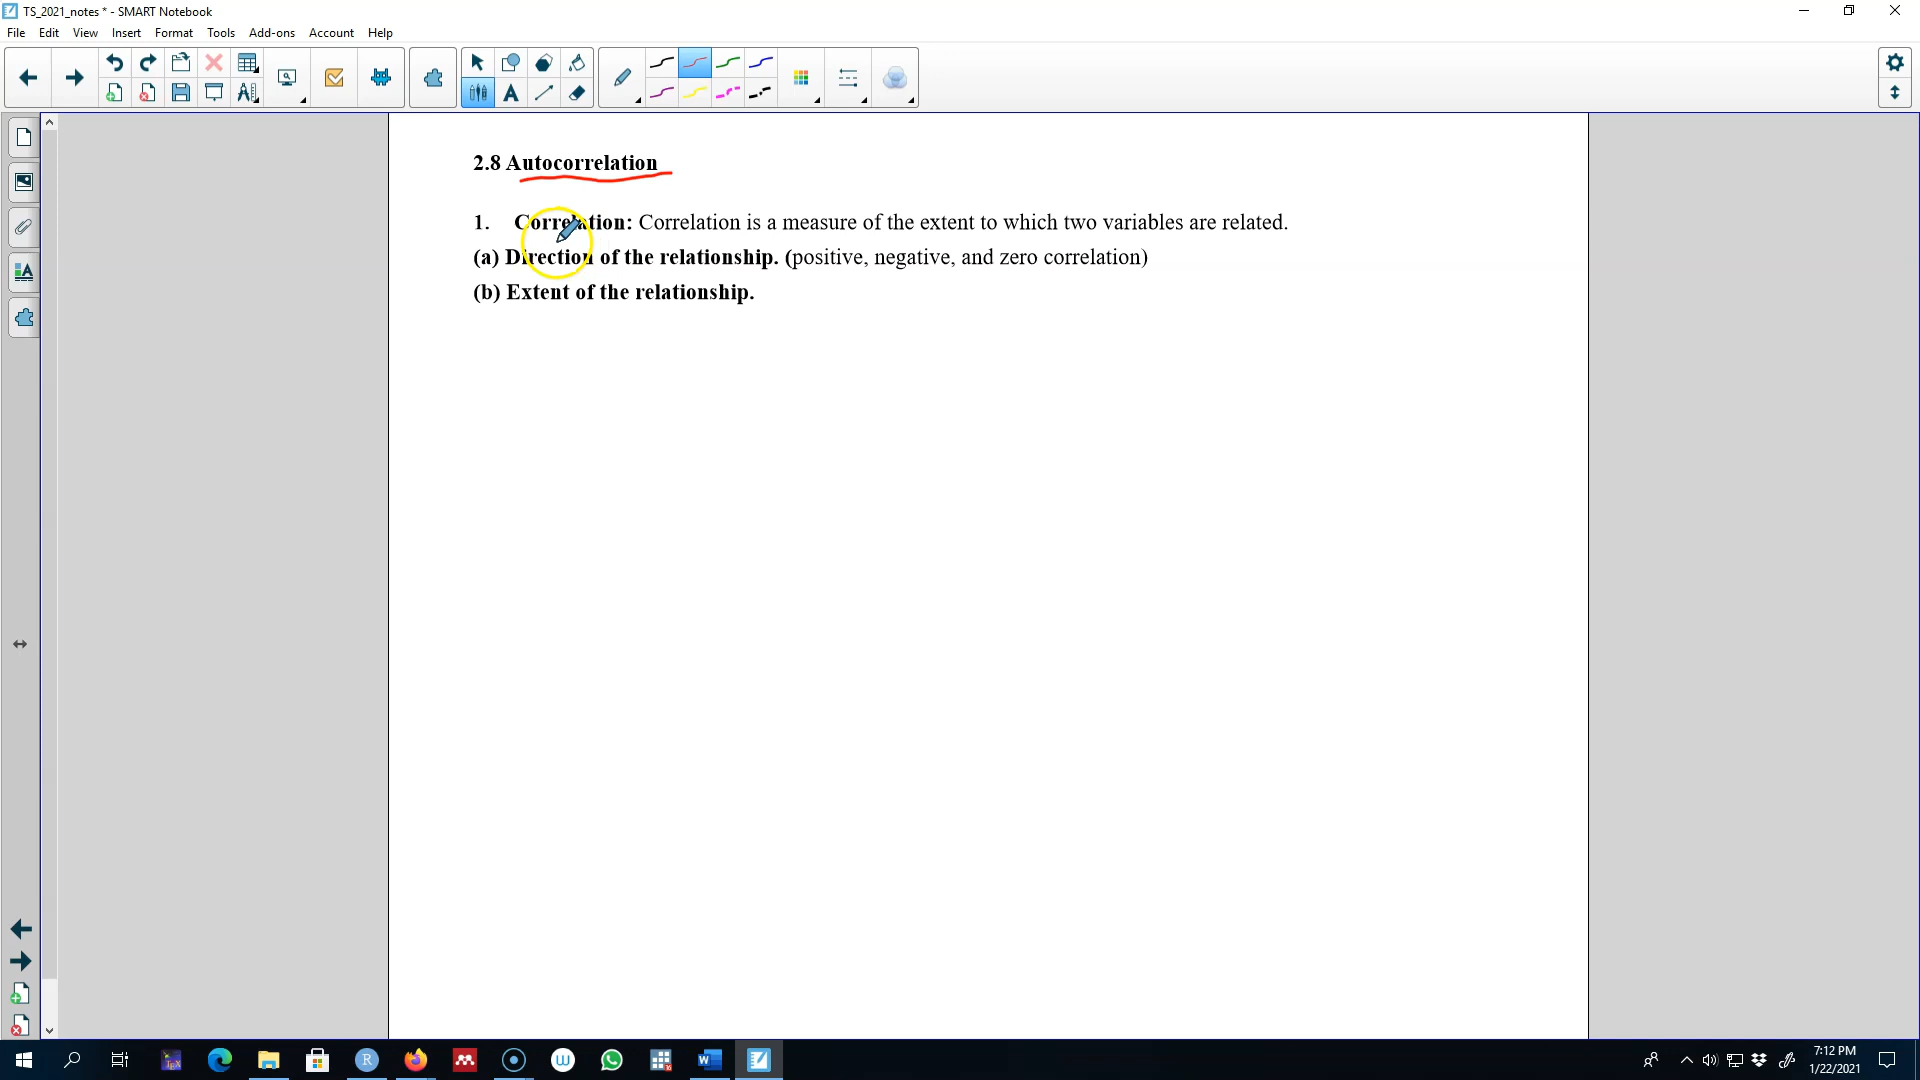 TS_2021_notes * - SMART Notebook
File Edit View Insert Format Tools Add-ons Account Help
2.8 Autocorrelation
1. Correlation: Correlation is a measure of the extent to which two variables are related.
(a) Direction of the relationship. (positive, negative, and zero correlation)
(b) Extent of the relationship.
7:12 PM
1/22/2021